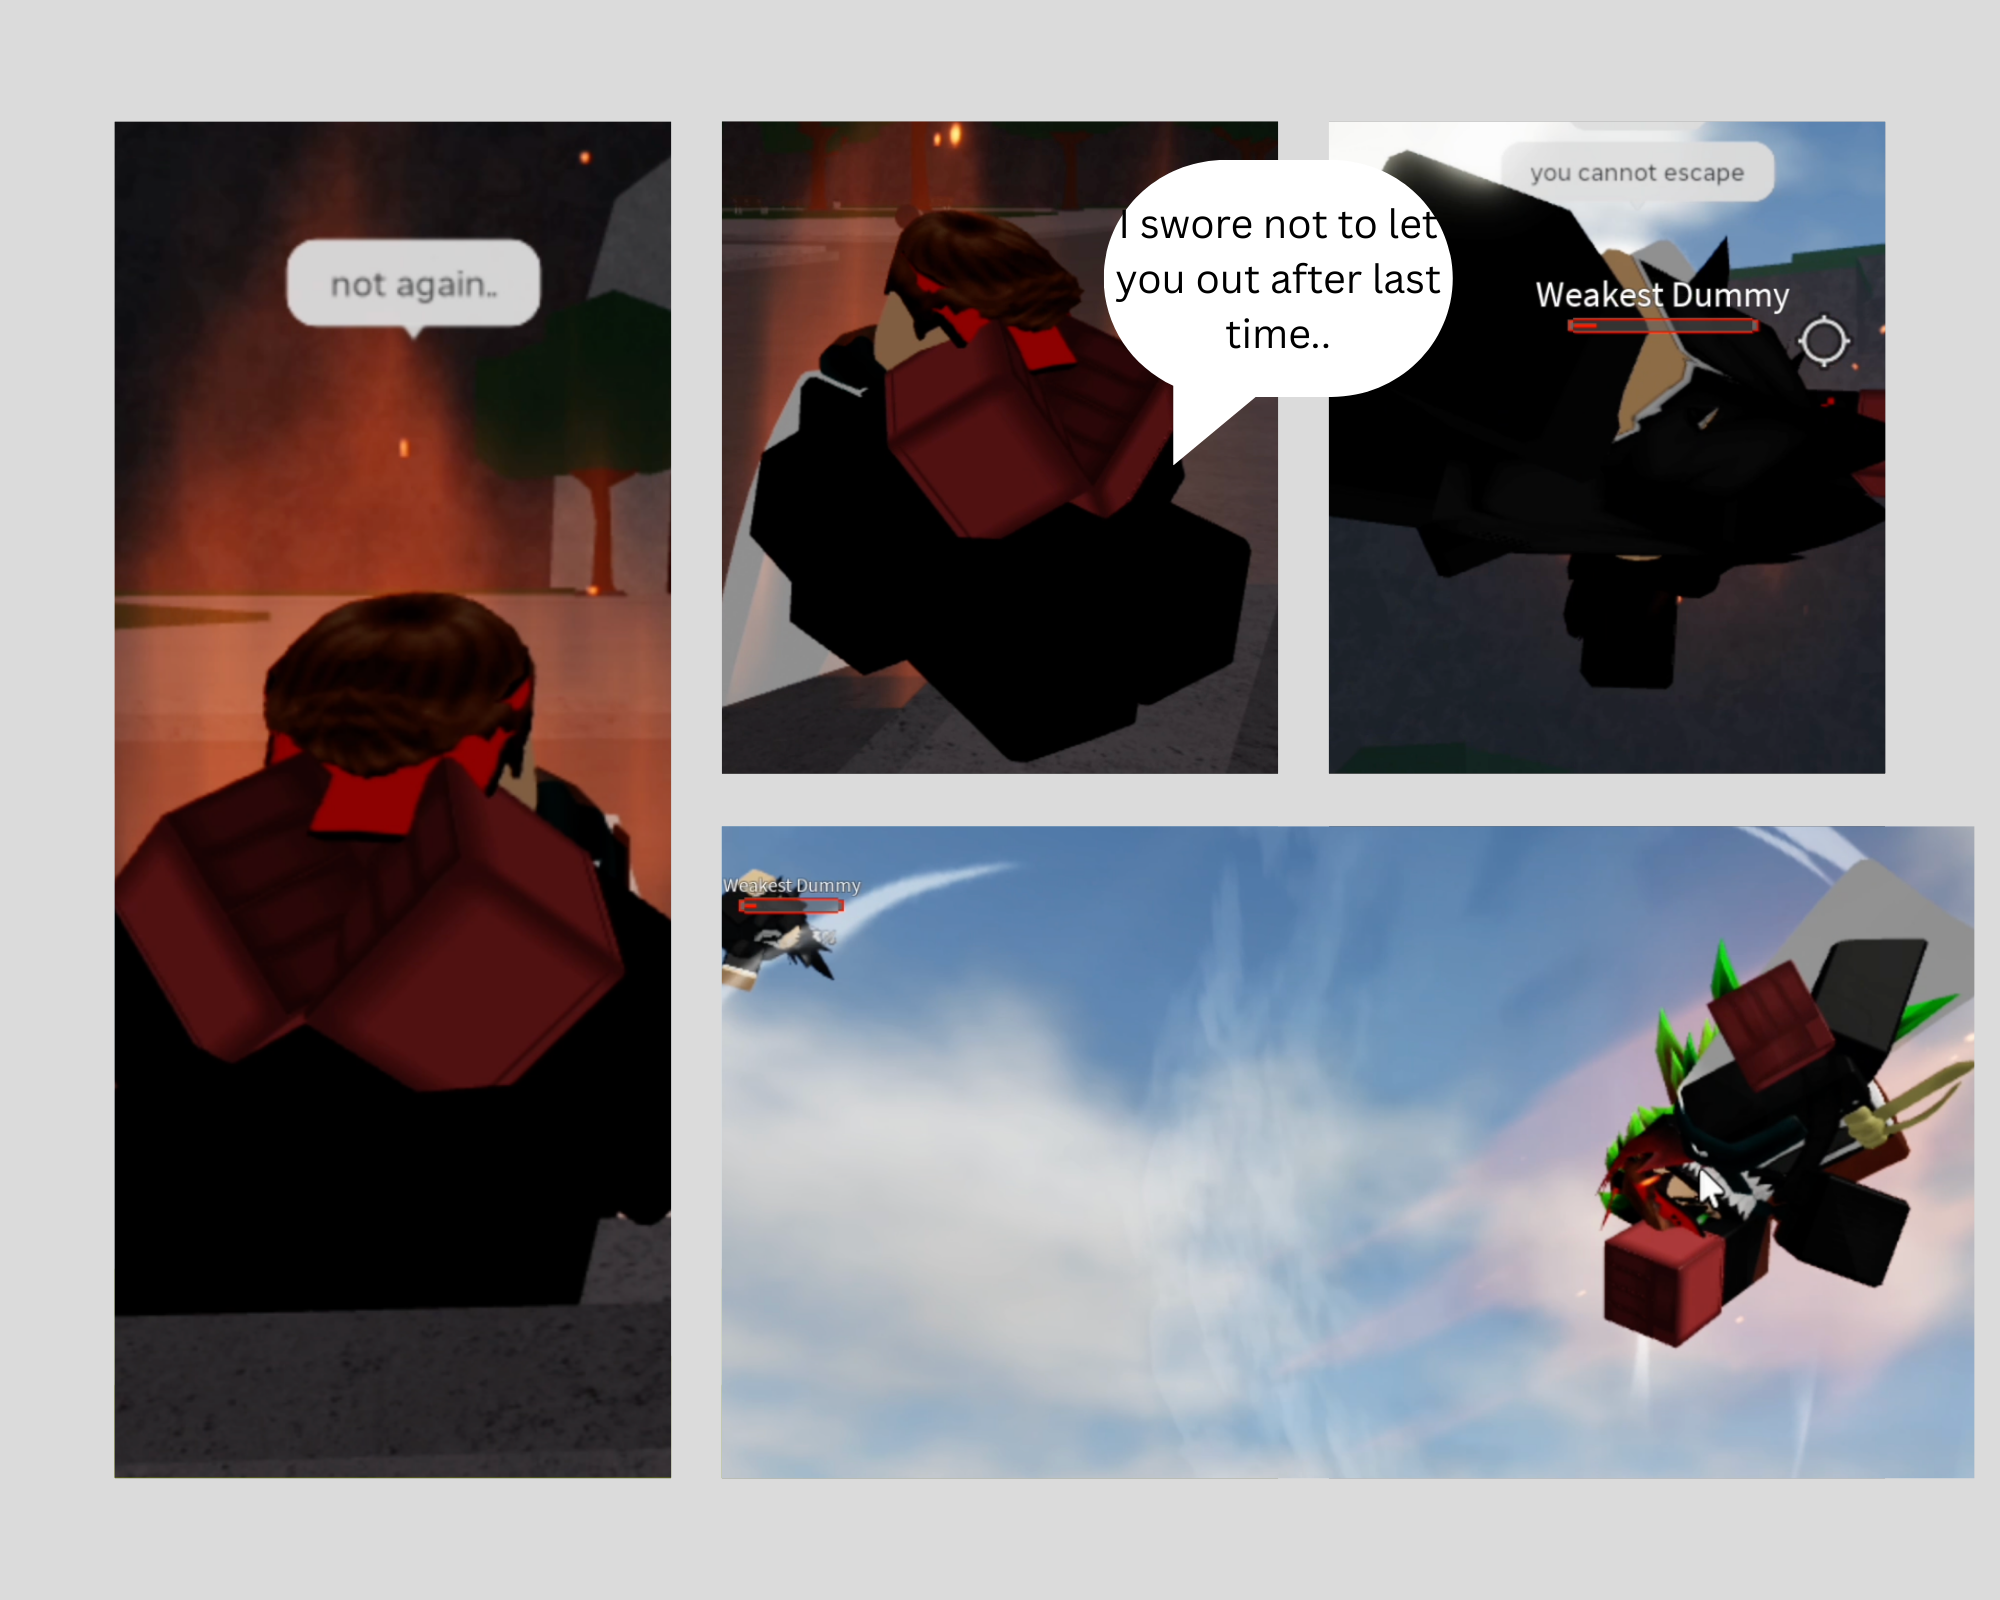 not again..
I swore not to let
you out after last
time..
you cannot escape
Weakest Dummy
Weakest Dummy